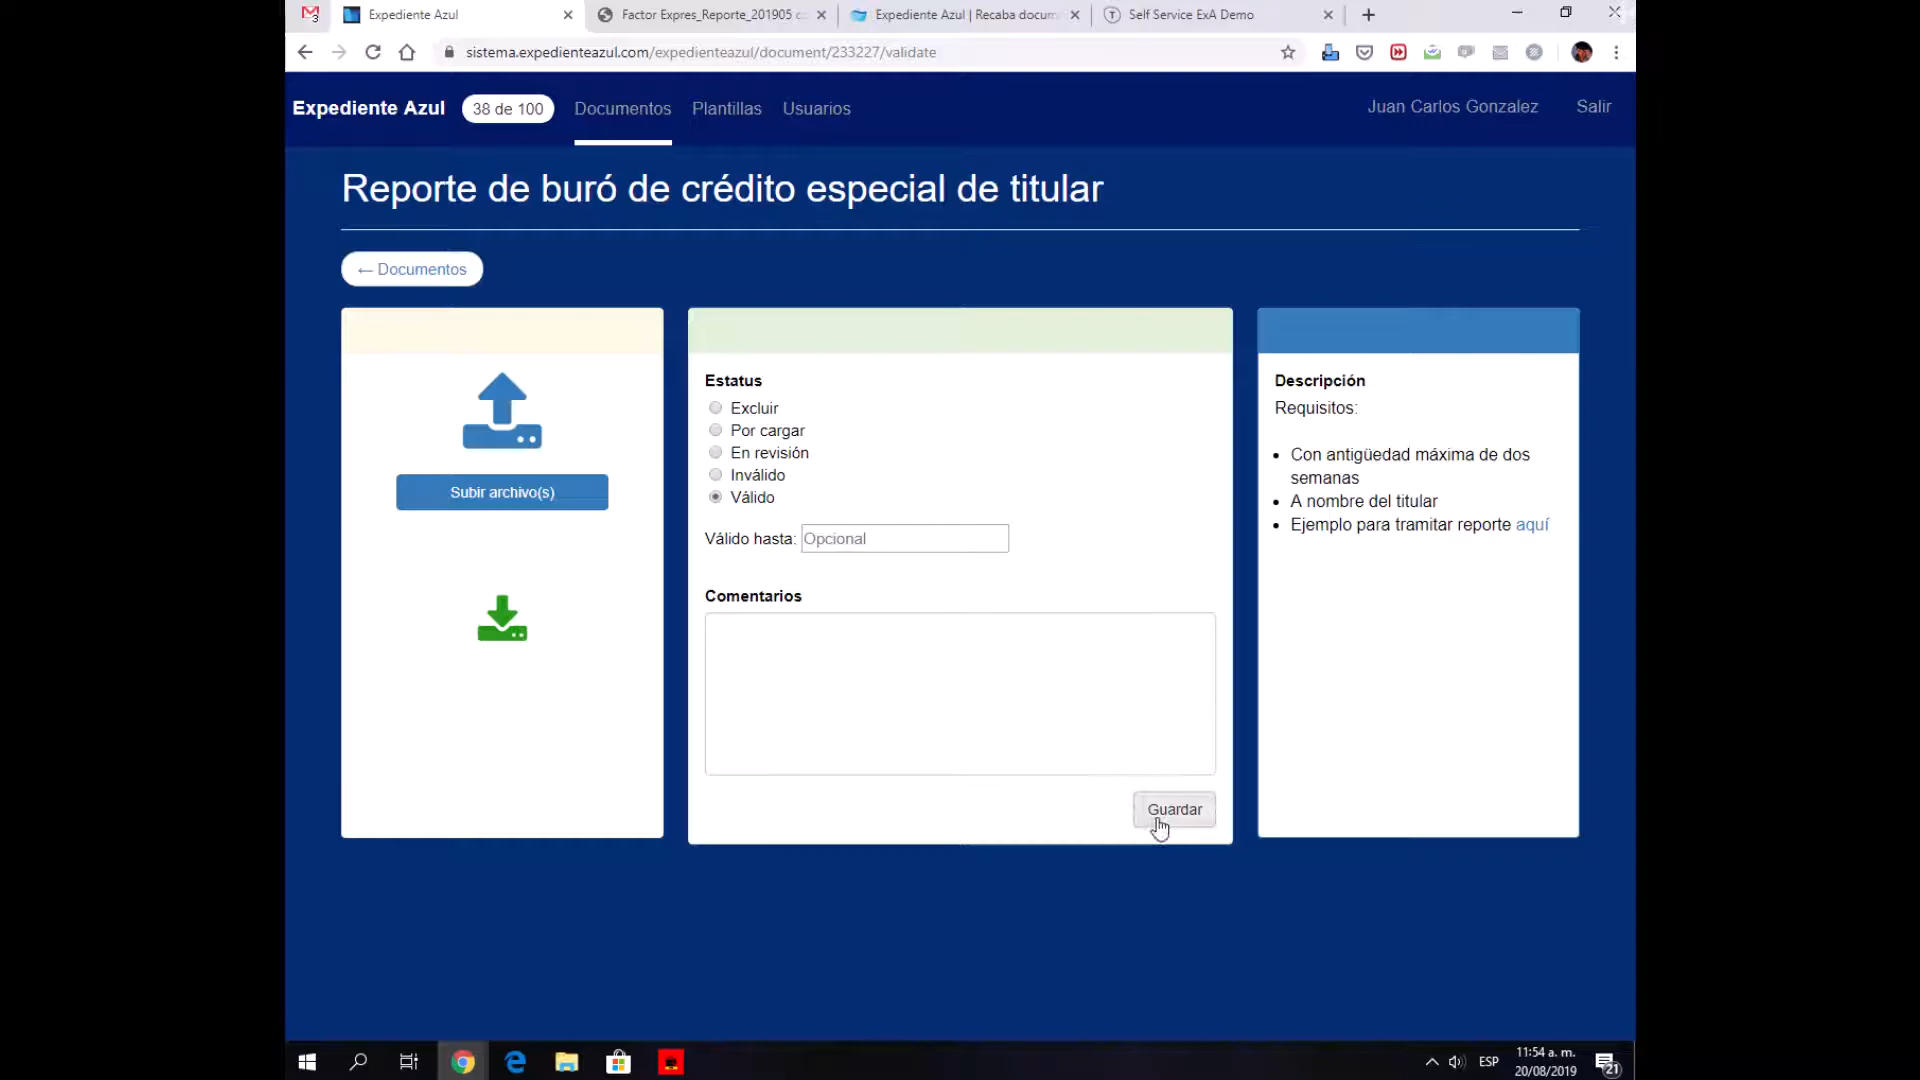 Expediente Azul
Factor Expres_Reporte_201905 c
Expediente Azul | Recaba docum
Self Service ExA Demo
sistema.expedienteazul.com/expedienteazul/document/233227/validate
Expediente Azul 38 de 100 Documentos Plantillas Usuarios Juan Carlos Gonzalez Salir
Reporte de buró de crédito especial de titular
← Documentos
Subir archivo(s)
Estatus
Excluir
Por cargar
En revisión
Inválido
Válido
Válido hasta: Opcional
Comentarios
Guardar
Descripción
Requisitos:
• Con antigüedad máxima de dos
semanas
• A nombre del titular
• Ejemplo para tramitar reporte aquí
ESP
11:54 a. m.
20/08/2019
21